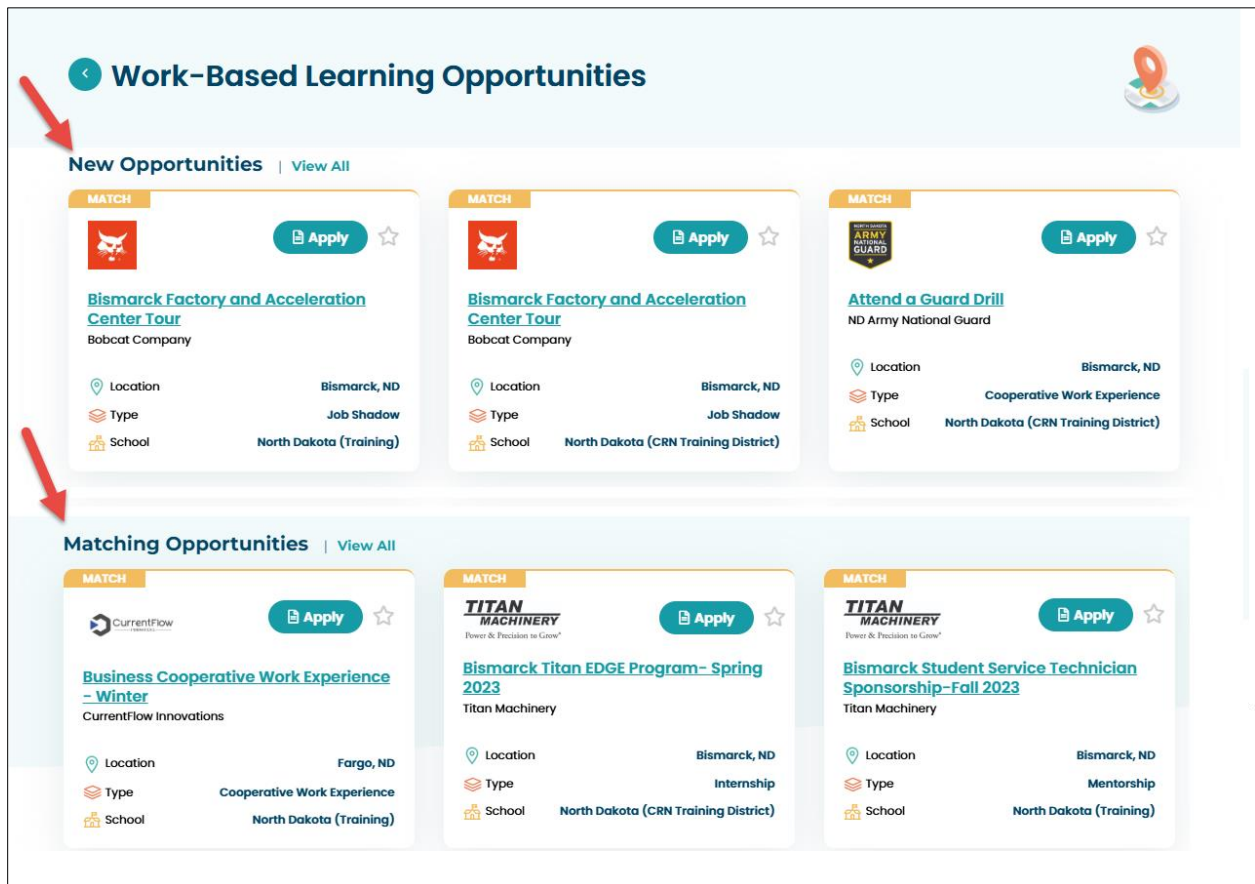 Work-Based Learning Opportunities
New Opportunities | View All
MATCH
Apply
Bismarck Factory and Acceleration
Center Tour
Bobcat Company
Location Bismarck, ND
Type Job Shadow
School North Dakota (Training)
MATCH
Apply
Bismarck Factory and Acceleration
Center Tour
Bobcat Company
Location Bismarck, ND
Type Job Shadow
School North Dakota (CRN Training District)
MATCH
NORTH DAKOTA
ARMY
NATIONAL
GUARD
Apply
Attend a Guard Drill
ND Army National Guard
Location Bismarck, ND
Type Cooperative Work Experience
School North Dakota (CRN Training District)
Matching Opportunities | View All
MATCH
CurrentFlow
Apply
Business Cooperative Work Experience
- Winter
CurrentFlow Innovations
Location Fargo, ND
Type Cooperative Work Experience
School North Dakota (Training)
MATCH
TITAN
MACHINERY
Power & Precision to Grow®
Apply
Bismarck Titan EDGE Program- Spring
2023
Titan Machinery
Location Bismarck, ND
Type Internship
School North Dakota (CRN Training District)
MATCH
TITAN
MACHINERY
Power & Precision to Grow®
Apply
Bismarck Student Service Technician
Sponsorship-Fall 2023
Titan Machinery
Location Bismarck, ND
Type Mentorship
School North Dakota (Training)